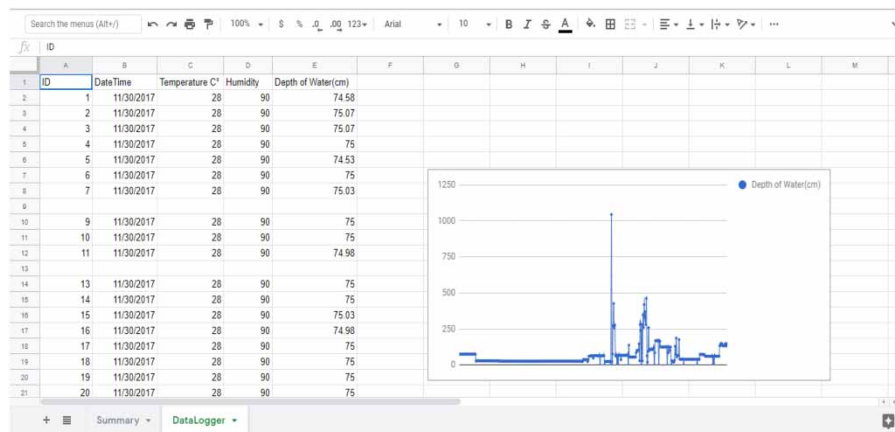 Search the menus (Alt+/) 100% $ % .0 .00 123 Arial 10 B I S A
fx ID
A B C D E F G H I J K L M
1 ID DateTime Temperature C° Humidity Depth of Water(cm)
2 1 11/30/2017 28 90 74.58
3 2 11/30/2017 28 90 75.07
4 3 11/30/2017 28 90 75.07
5 4 11/30/2017 28 90 75
6 5 11/30/2017 28 90 74.53
7 6 11/30/2017 28 90 75
8 7 11/30/2017 28 90 75.03
9
10 9 11/30/2017 28 90 75
11 10 11/30/2017 28 90 75
12 11 11/30/2017 28 90 74.98
13
14 13 11/30/2017 28 90 75
15 14 11/30/2017 28 90 75
16 15 11/30/2017 28 90 75.03
17 16 11/30/2017 28 90 74.98
18 17 11/30/2017 28 90 75
19 18 11/30/2017 28 90 75
20 19 11/30/2017 28 90 75
21 20 11/30/2017 28 90 75
1250
Depth of Water(cm)
1000
750
500
250
0
Summary DataLogger